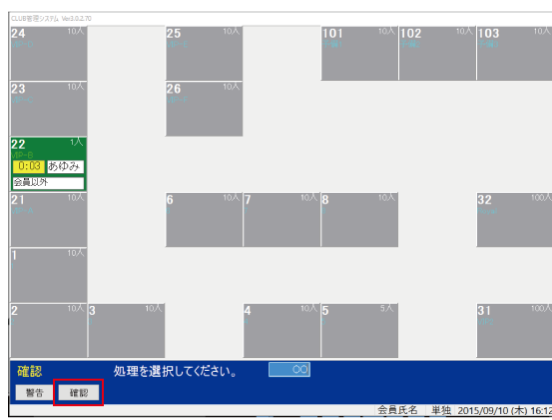 CLUB管理システム Ver3.0.2.70
24 10人 25 10人 101 10人 102 10人 103 10人
23 10人 26 10人
22 1人
0:03 あゆみ
会員以外
21 10人 6 10人 7 10人 8 10人 32 100人
1 10人
2 10人 3 10人 4 10人 5 5人 31 100人
確認 処理を選択してください。
警告 確認
会員氏名 単独 2015/09/10 (木) 16:12